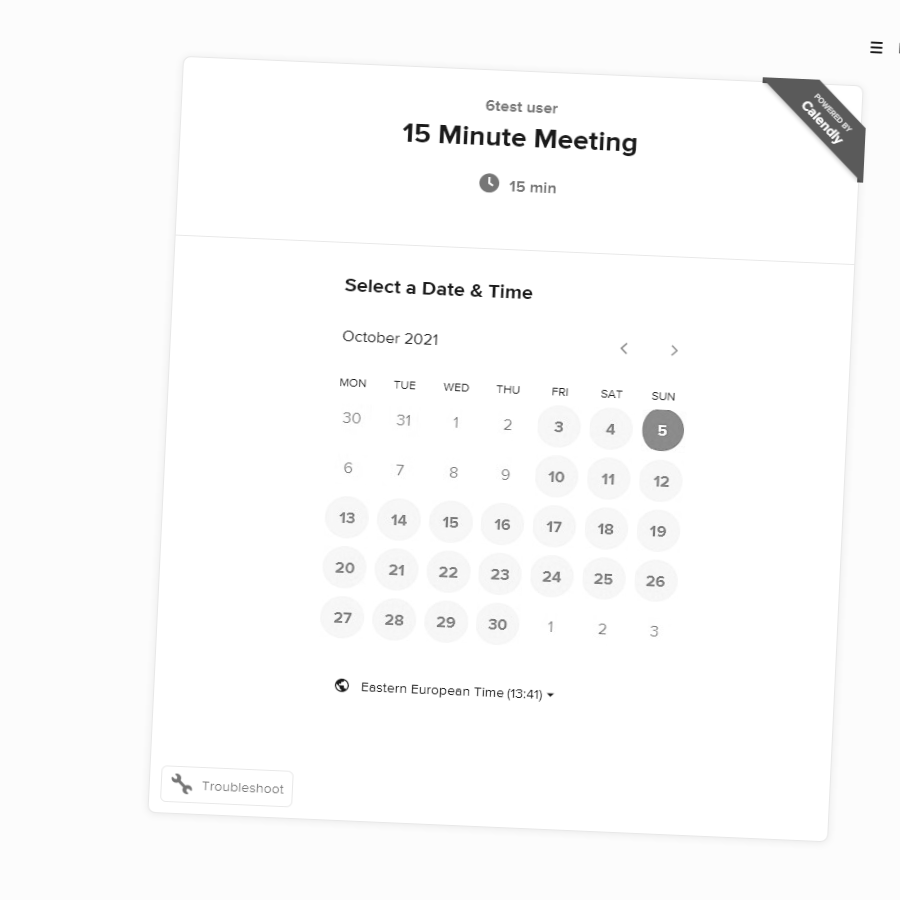 POWERED BY
Calendly
6test user
15 Minute Meeting
15 min
Select a Date & Time
October 2021
MON TUE WED THU FRI SAT SUN
30 31 1 2 3 4 5
6 7 8 9 10 11 12
13 14 15 16 17 18 19
20 21 22 23 24 25 26
27 28 29 30 1 2 3
Eastern European Time (13:41)
Troubleshoot